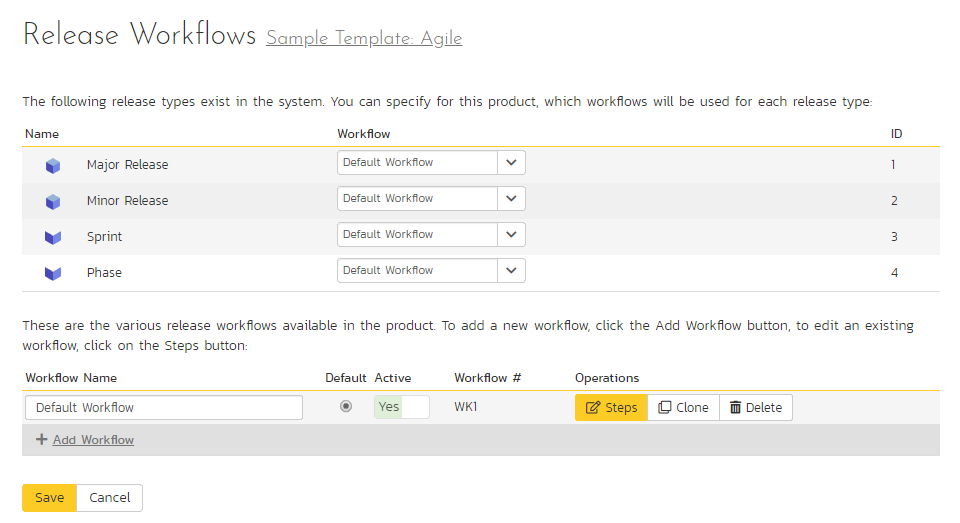 Release Workflows Sample Template: Agile
The following release types exist in the system. You can specify for this product, which workflows will be used for each release type:
Name Workflow ID
Major Release Default Workflow 1
Minor Release Default Workflow 2
Sprint Default Workflow 3
Phase Default Workflow 4
These are the various release workflows available in the product. To add a new workflow, click the Add Workflow button, to edit an existing
workflow, click on the Steps button:
Workflow Name Default Active Workflow # Operations
Default Workflow Yes WK1 Steps Clone Delete
Add Workflow
Save Cancel